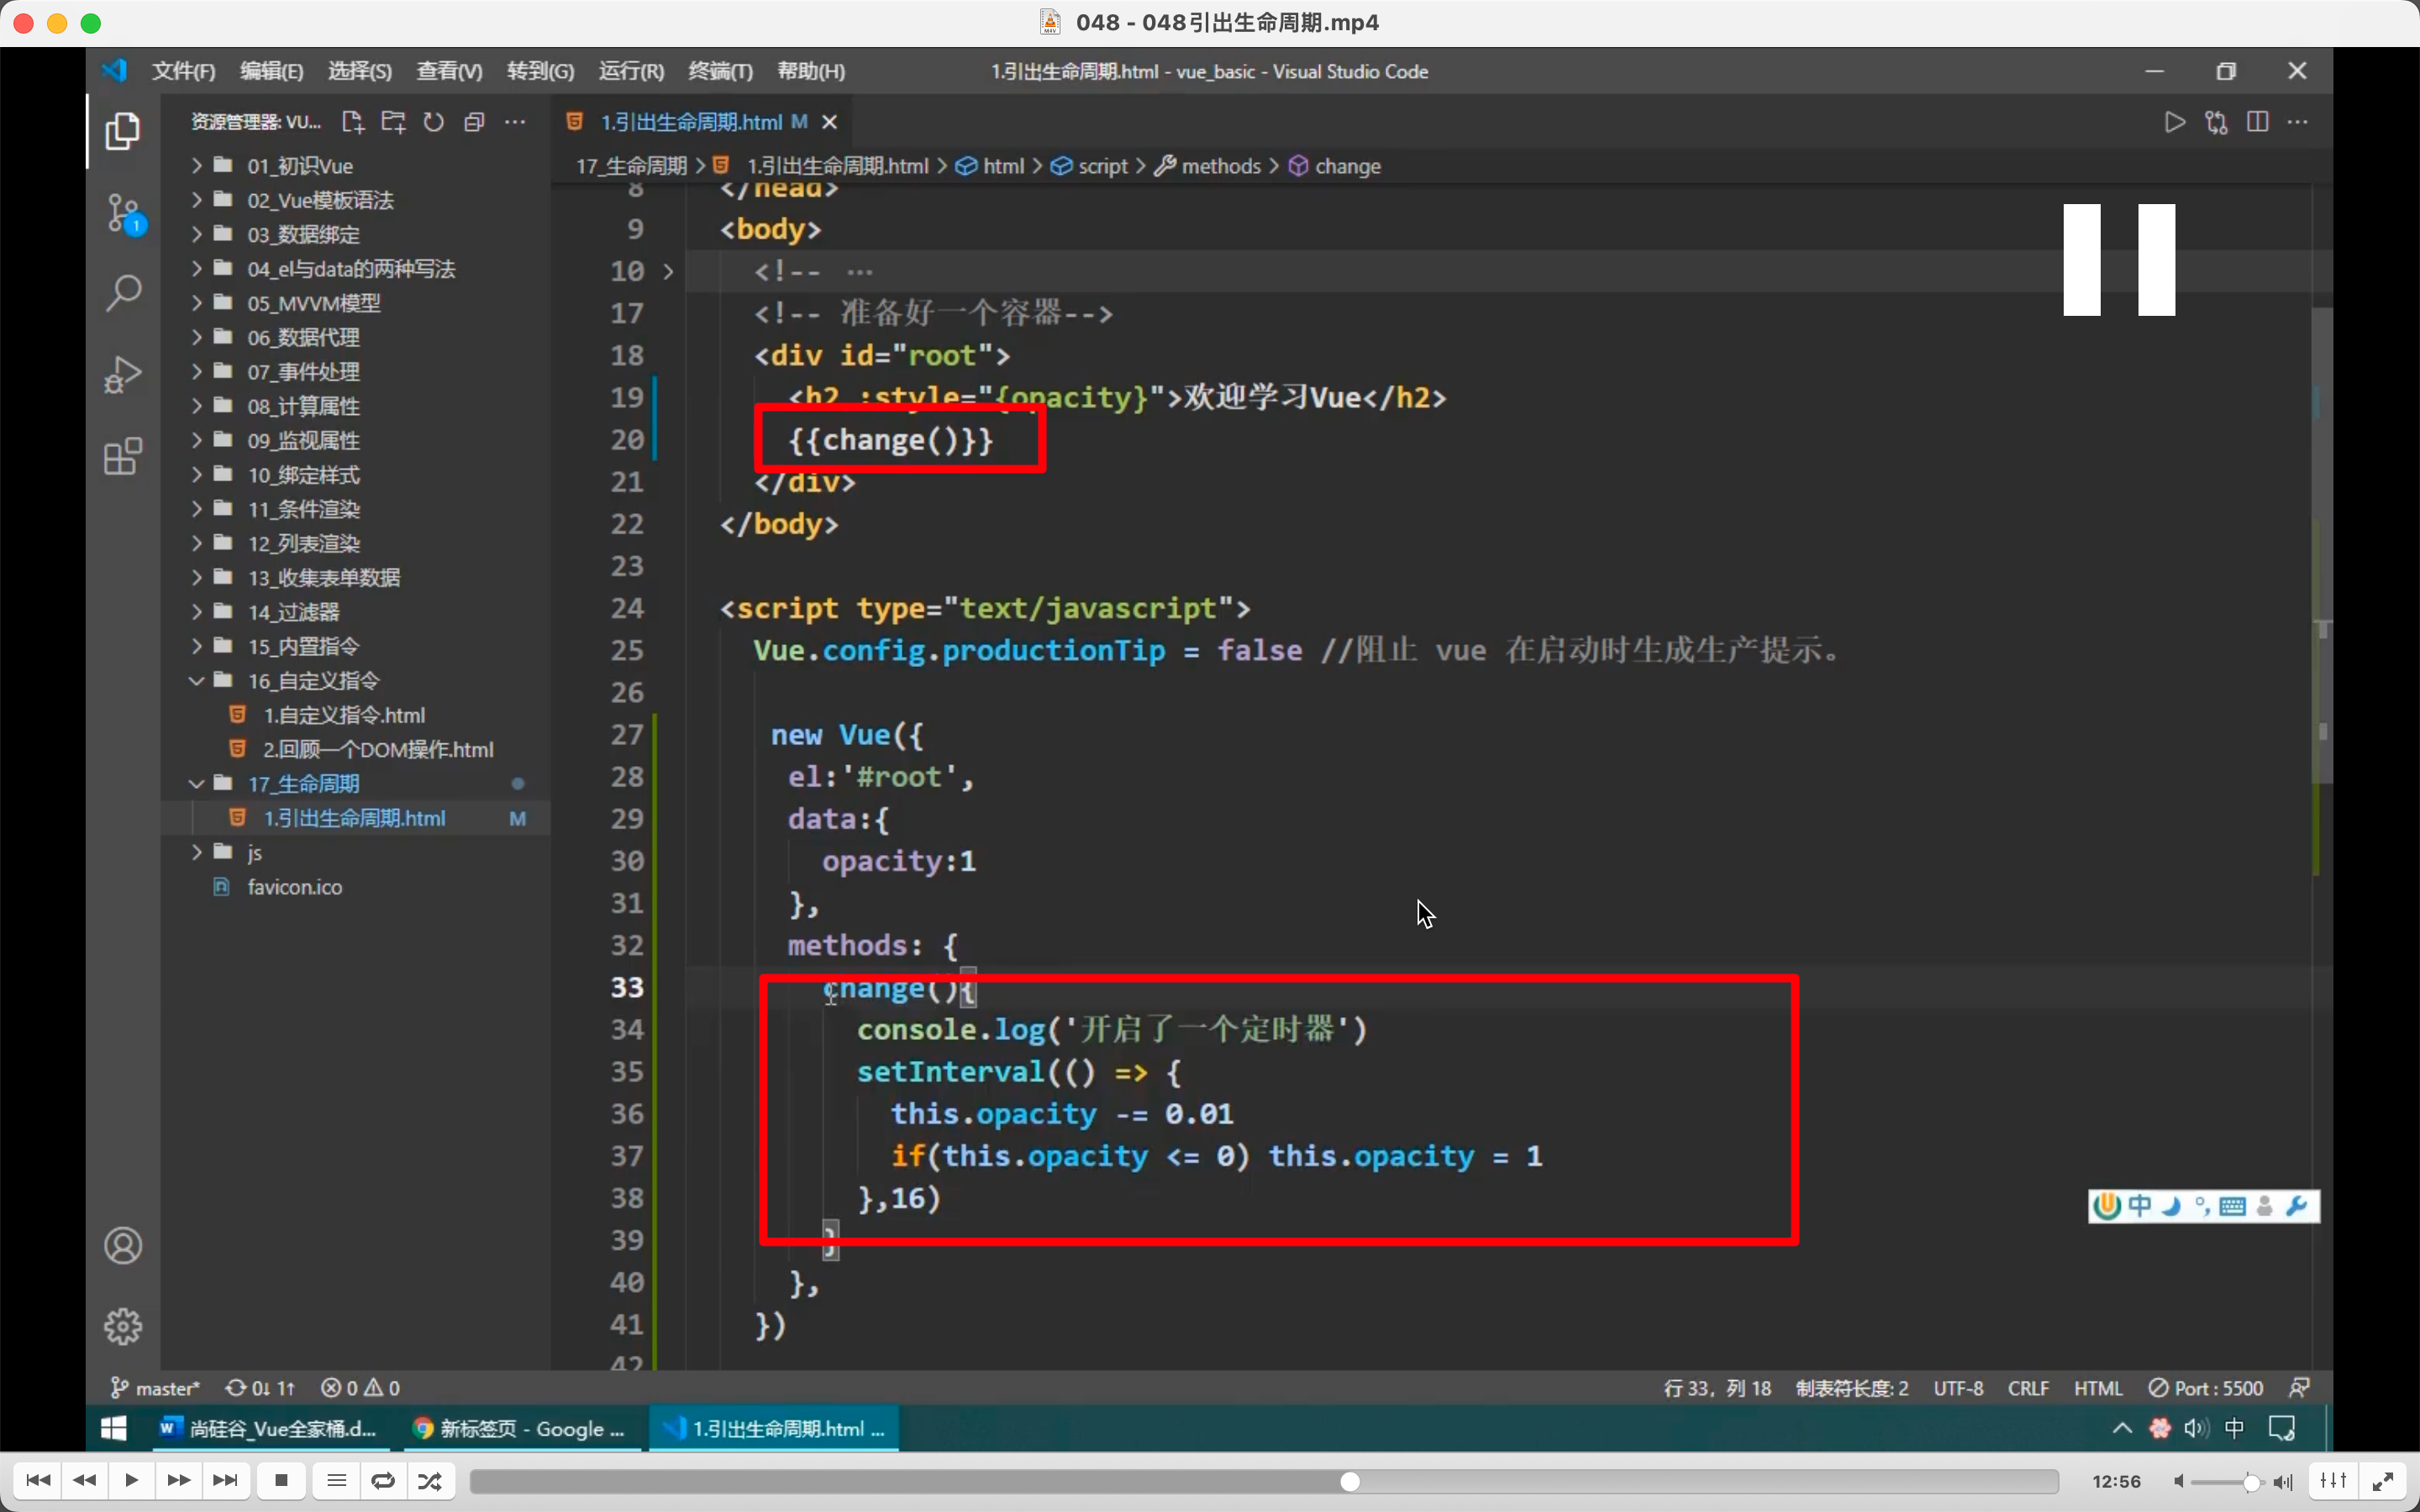 048 - 048引出生命周期.mp4
文件(F) 编辑(E) 选择(S) 查看(V) 转到(G) 运行(R) 终端(T) 帮助(H)
1.引出生命周期.html - vue_basic - Visual Studio Code
资源管理器: VU...
1.引出生命周期.html M
17_生命周期 > 1.引出生命周期.html > html > script > methods > change
01_初识Vue
02_Vue模板语法
03_数据绑定
04_el与data的两种写法
05_MVVM模型
06_数据代理
07_事件处理
08_计算属性
09_监视属性
10_绑定样式
11_条件渲染
12_列表渲染
13_收集表单数据
14_过滤器
15_内置指令
16_自定义指令
1.自定义指令.html
2.回顾一个DOM操作.html
17_生命周期
1.引出生命周期.html M
js
favicon.ico
1
8 </head>
9 <body>
10 <!-- ...
17 <!-- 准备好一个容器-->
18 <div id="root">
19 <h2 :style="{opacity}">欢迎学习Vue</h2>
20 {{change()}}
21 </div>
22 </body>
23
24 <script type="text/javascript">
25 Vue.config.productionTip = false //阻止 vue 在启动时生成生产提示。
26
27 new Vue({
28 el:'#root',
29 data:{
30 opacity:1
31 },
32 methods: {
33 change(){
34 console.log('开启了一个定时器')
35 setInterval(() => {
36 this.opacity -= 0.01
37 if(this.opacity <= 0) this.opacity = 1
38 },16)
39 }
40 },
41 })
42
中
master* 0↓ 1↑ 0 0
行 33，列 18 制表符长度: 2 UTF-8 CRLF HTML Port : 5500
尚硅谷_Vue全家桶.d... 新标签页 - Google ... 1.引出生命周期.html ...
中
12:56